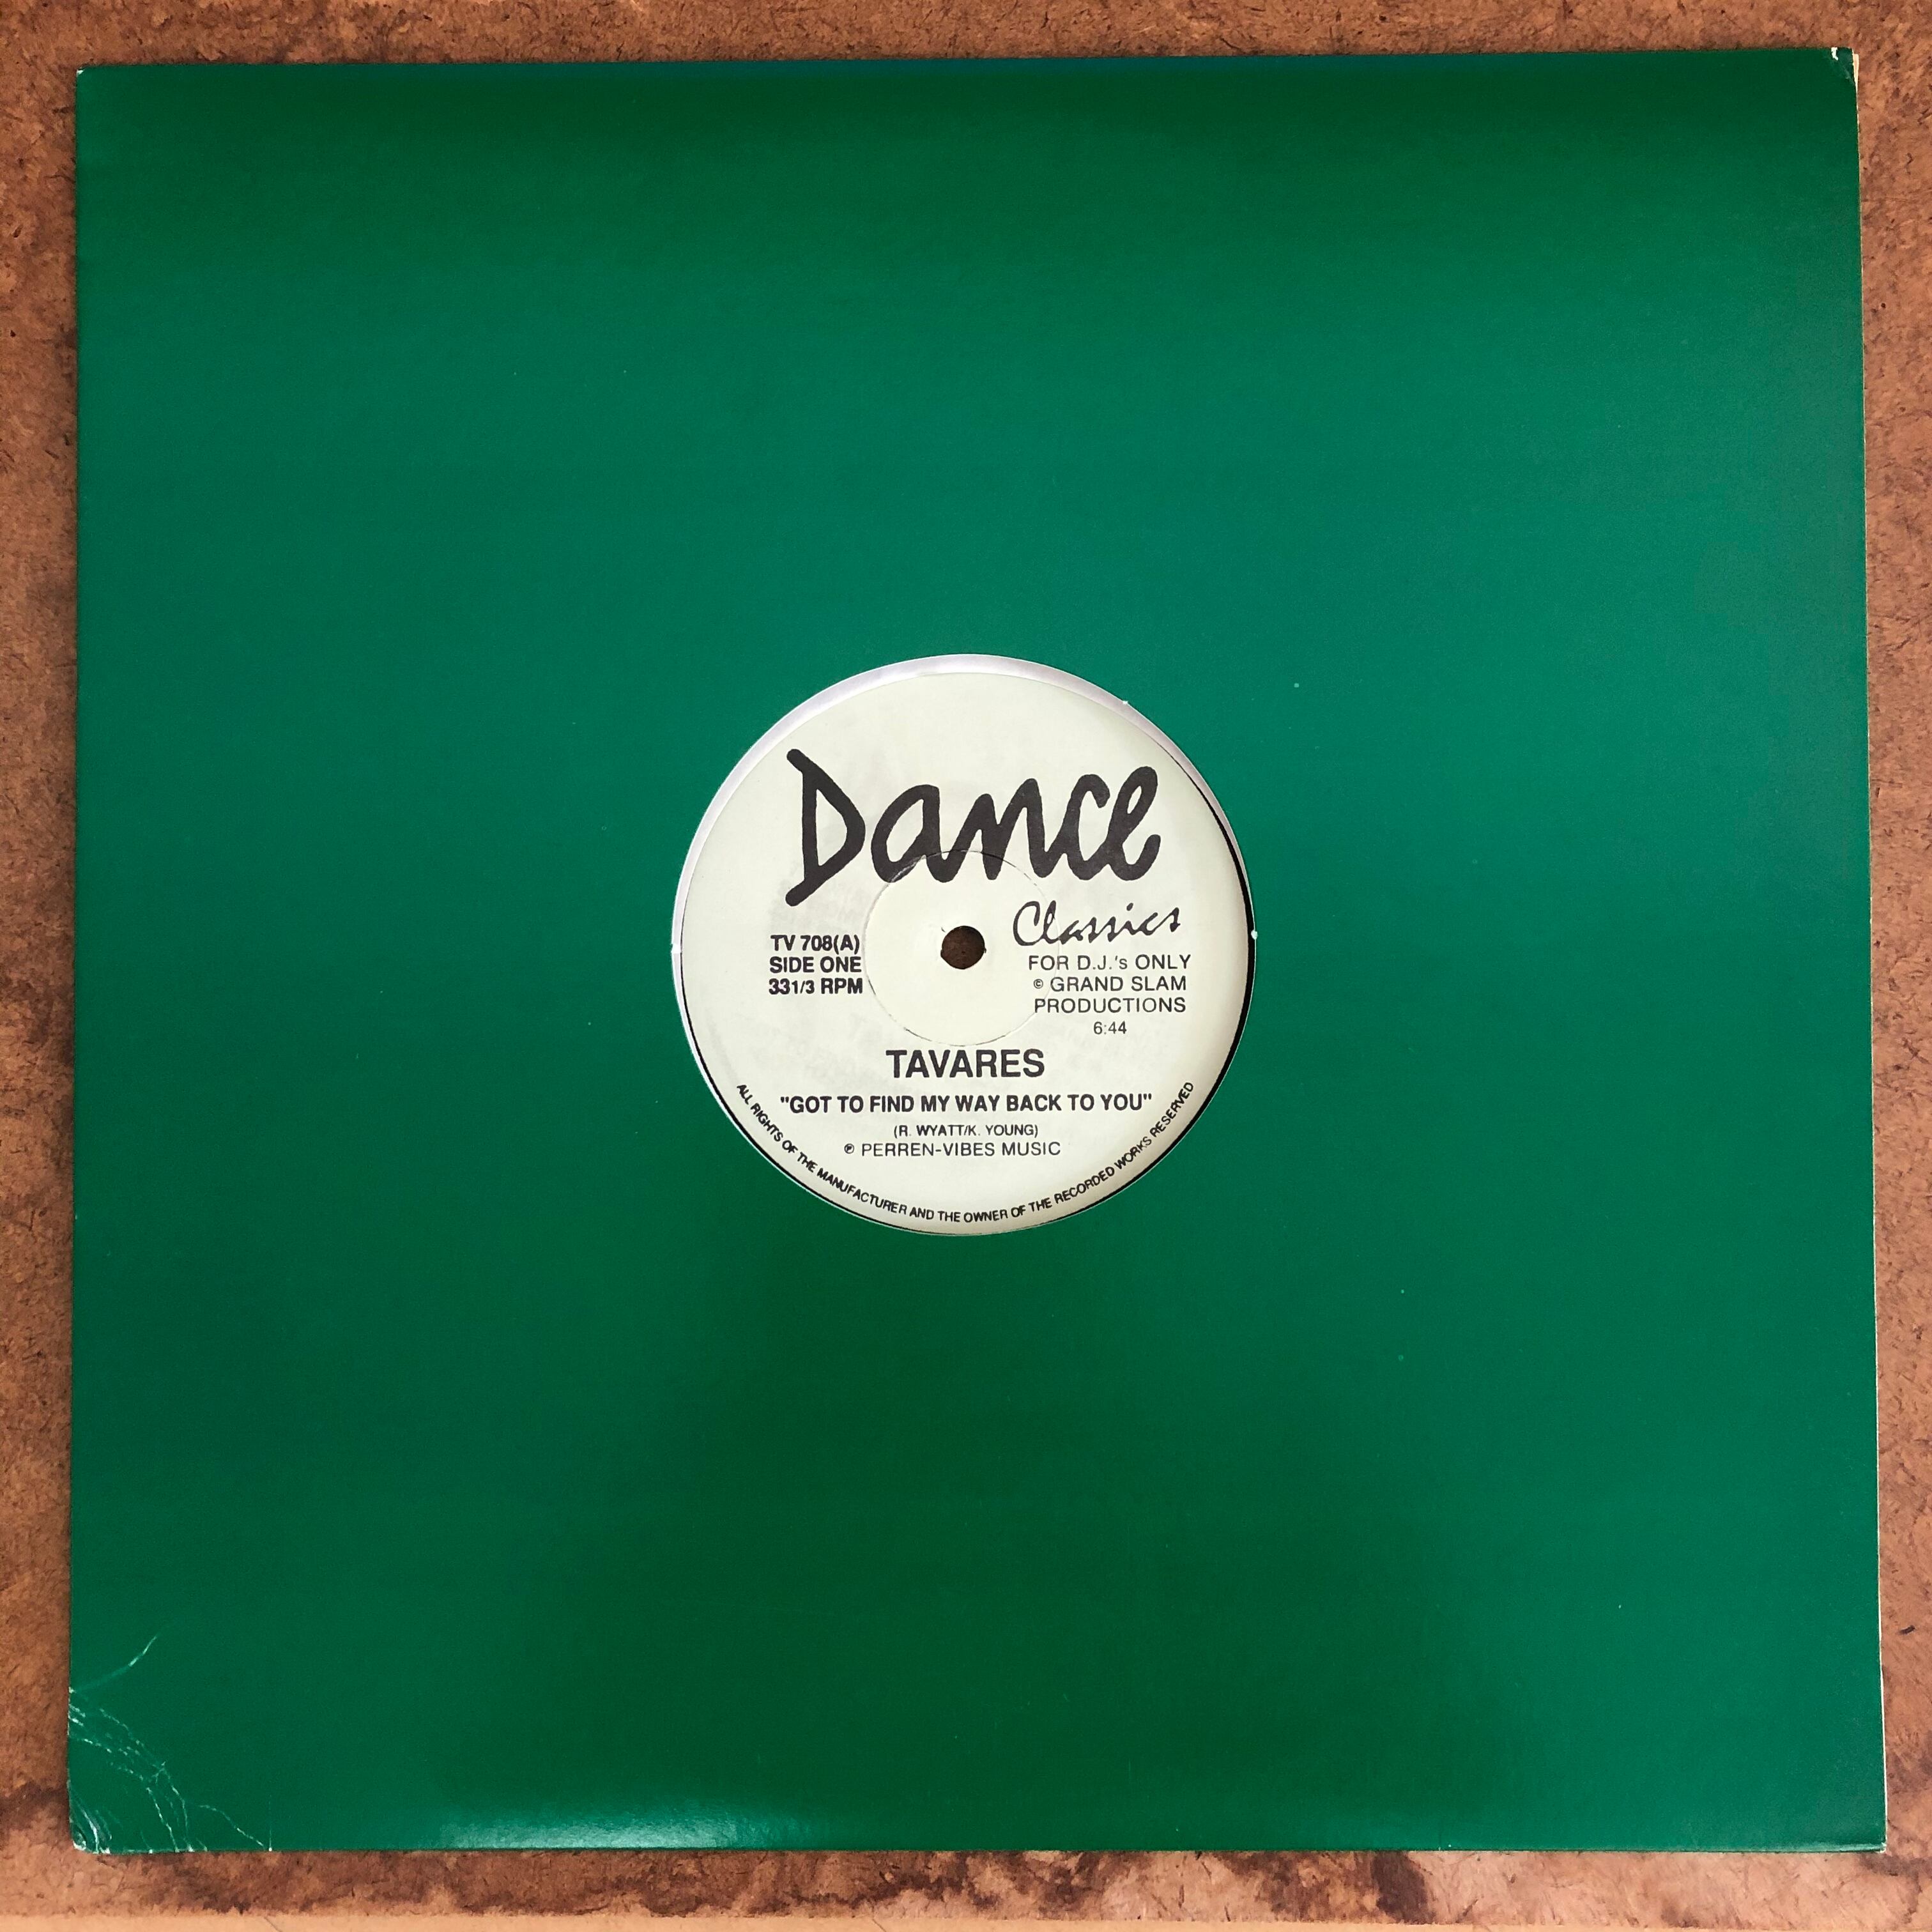 Dance
Classics
TV 708(A)
SIDE ONE
33 1/3 RPM
FOR D.J.'s ONLY
© GRAND SLAM
PRODUCTIONS
6:44
TAVARES
"GOT TO FIND MY WAY BACK TO YOU"
(R. WYATT/K. YOUNG)
℗ PERREN-VIBES MUSIC
ALL RIGHTS OF THE MANUFACTURER AND THE OWNER OF THE RECORDED WORKS RESERVED